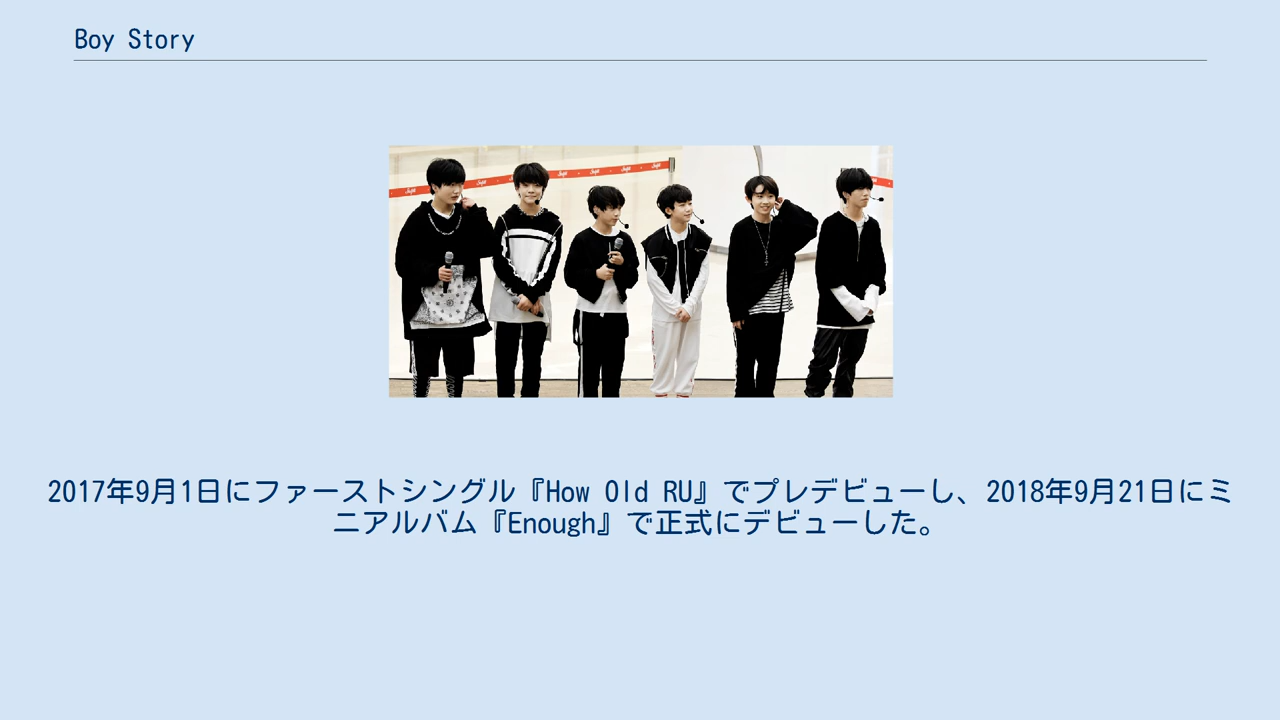 Boy Story
2017年9月1日にファーストシングル『How Old RU』でプレデビューし、2018年9月21日にミ
ニアルバム『Enough』で正式にデビューした。